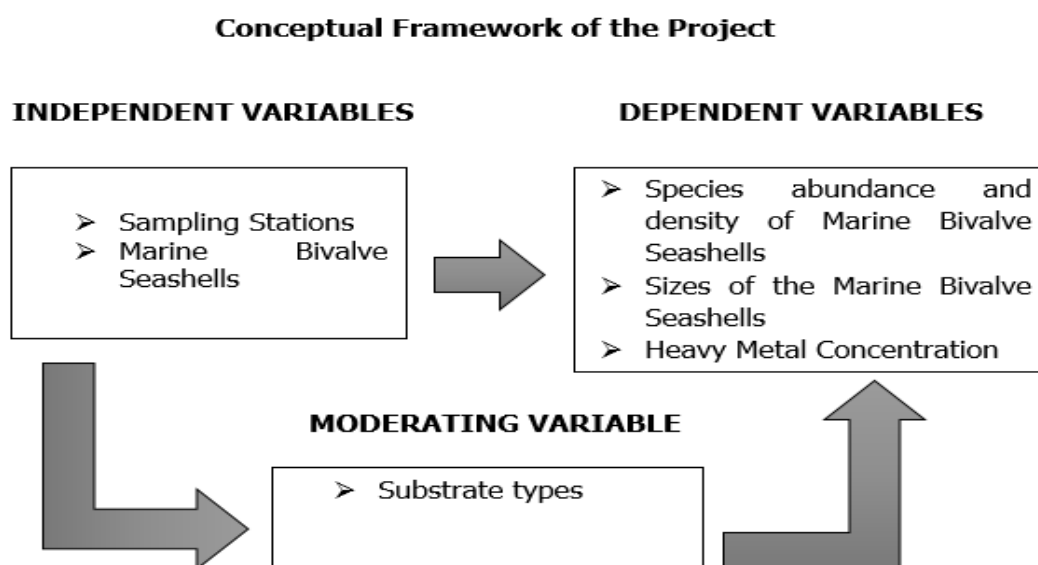 Conceptual Framework of the Project
INDEPENDENT VARIABLES
➢ Sampling Stations
➢ Marine Bivalve
Seashells
DEPENDENT VARIABLES
➢ Species abundance and
density of Marine Bivalve
Seashells
➢ Sizes of the Marine Bivalve
Seashells
➢ Heavy Metal Concentration
MODERATING VARIABLE
➢ Substrate types